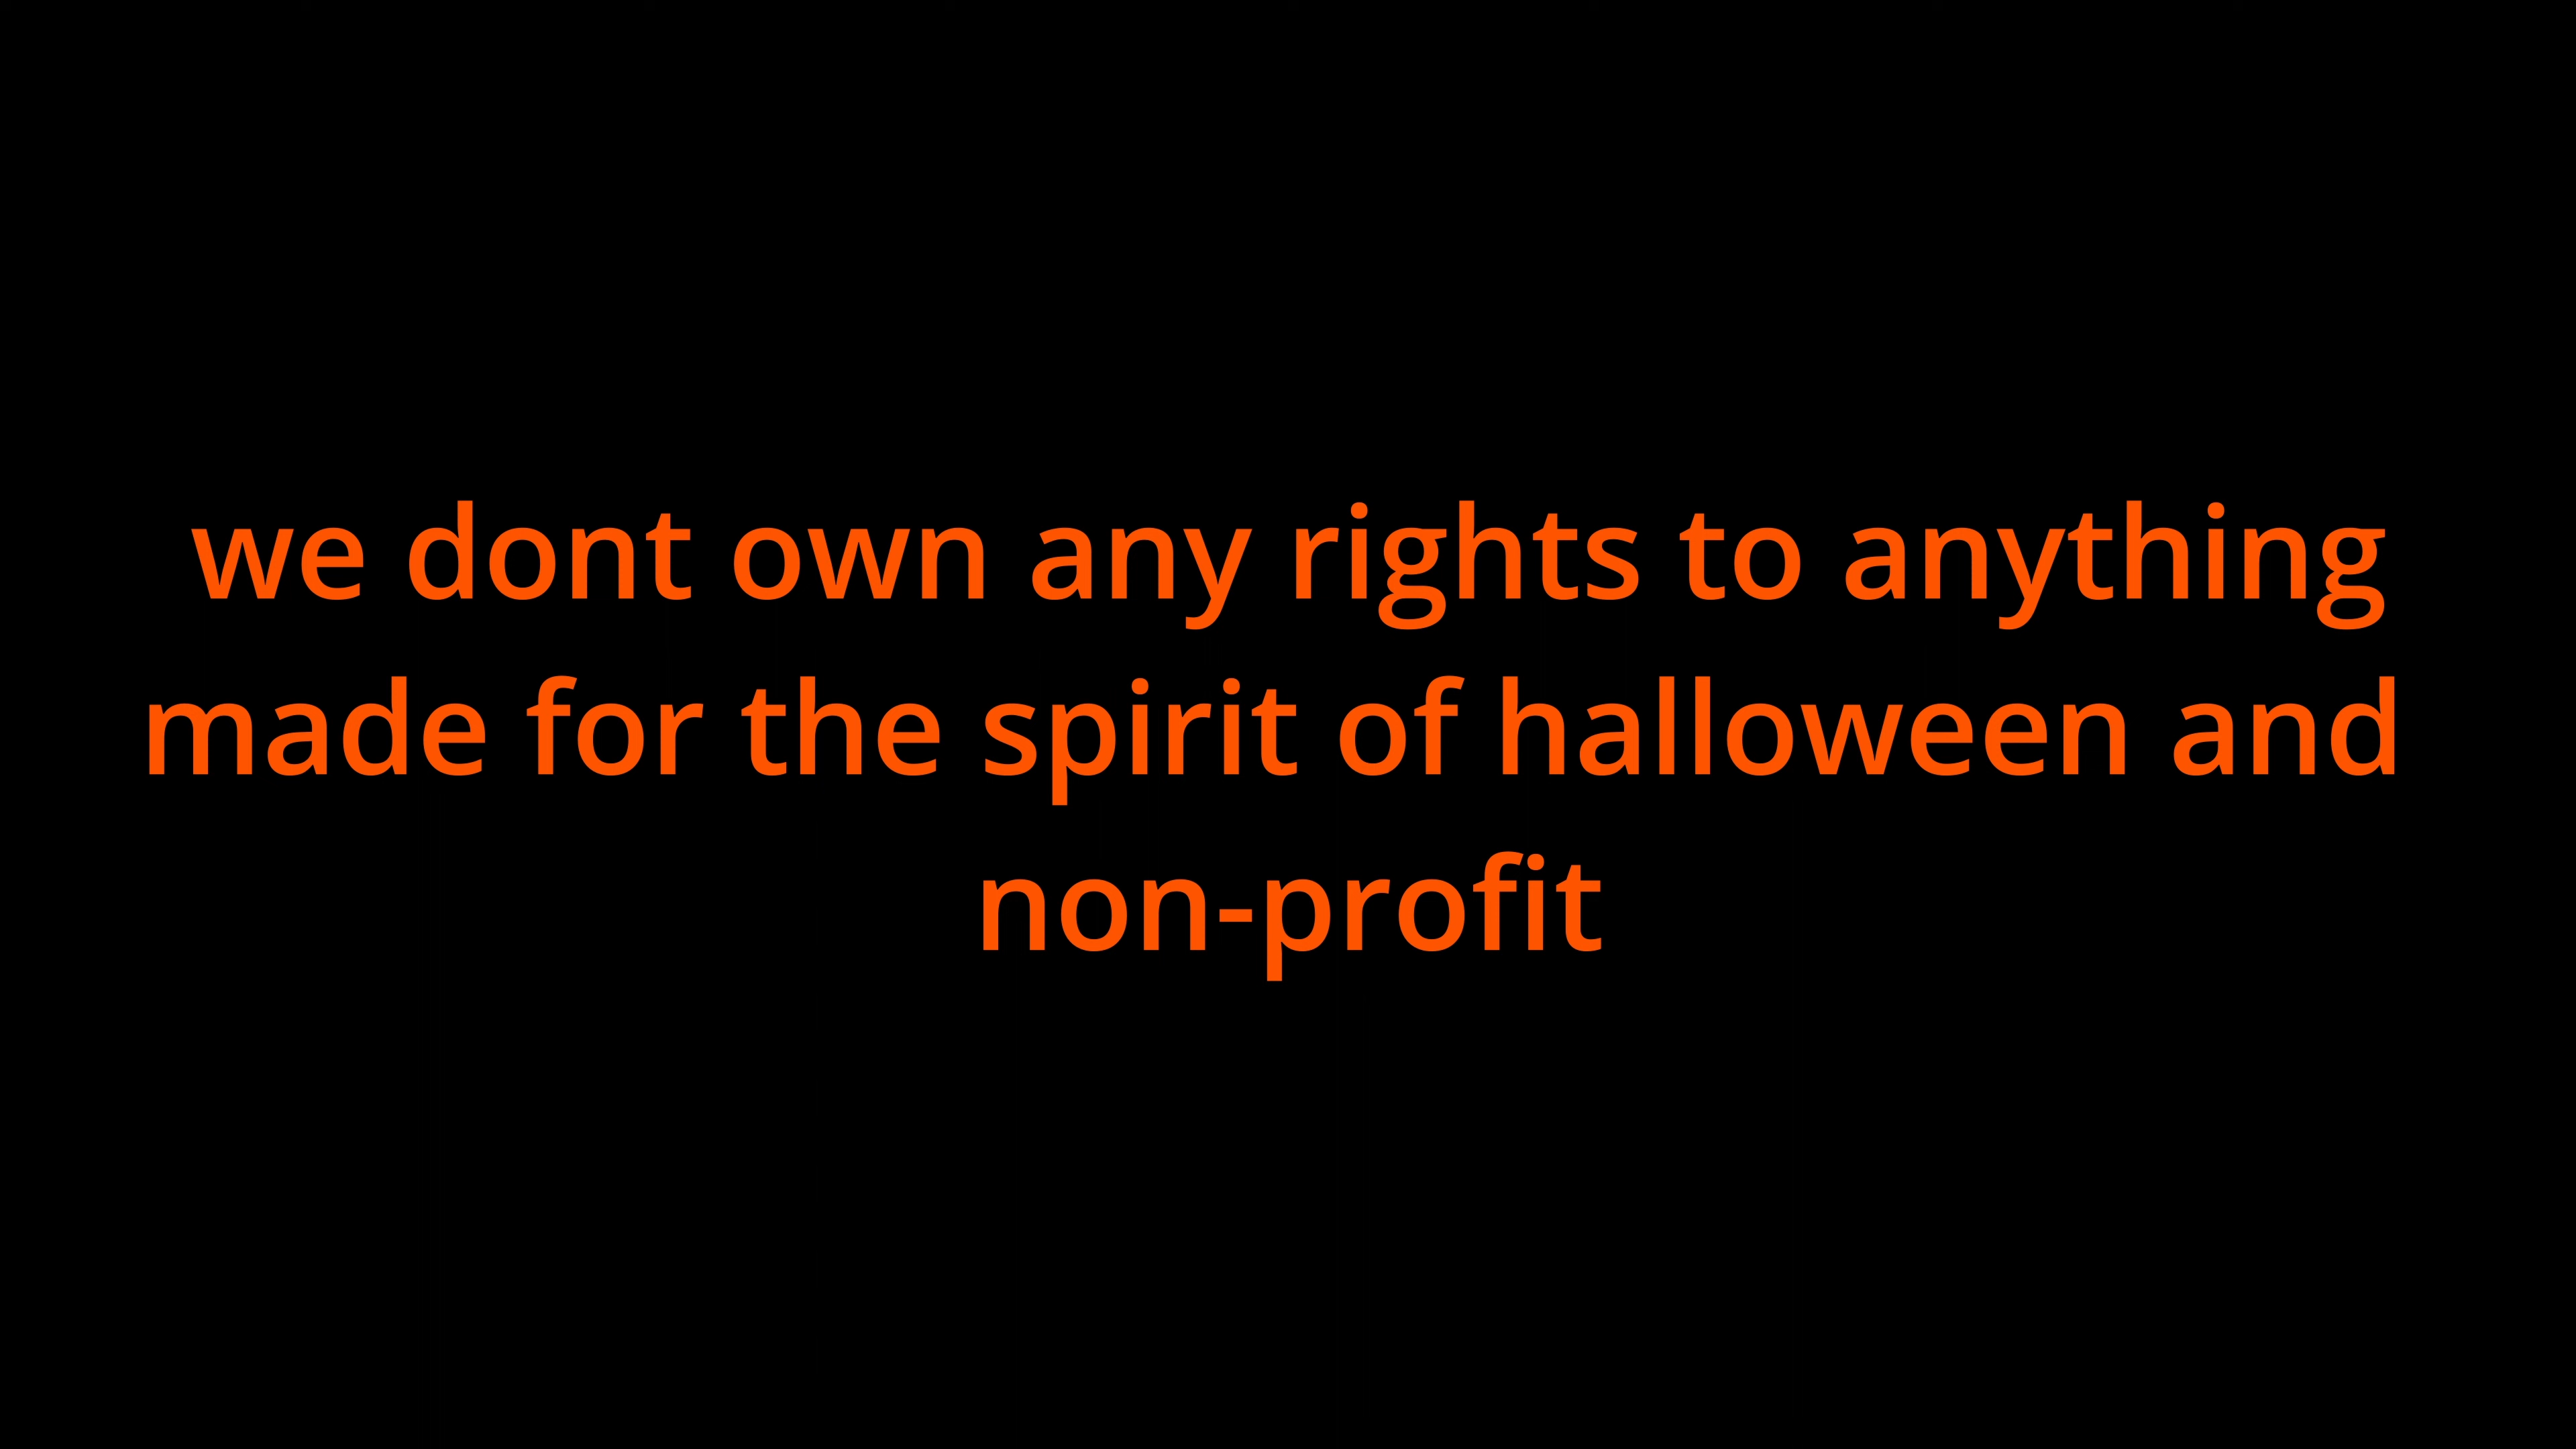 we dont own any rights to anything
made for the spirit of halloween and
non-profit